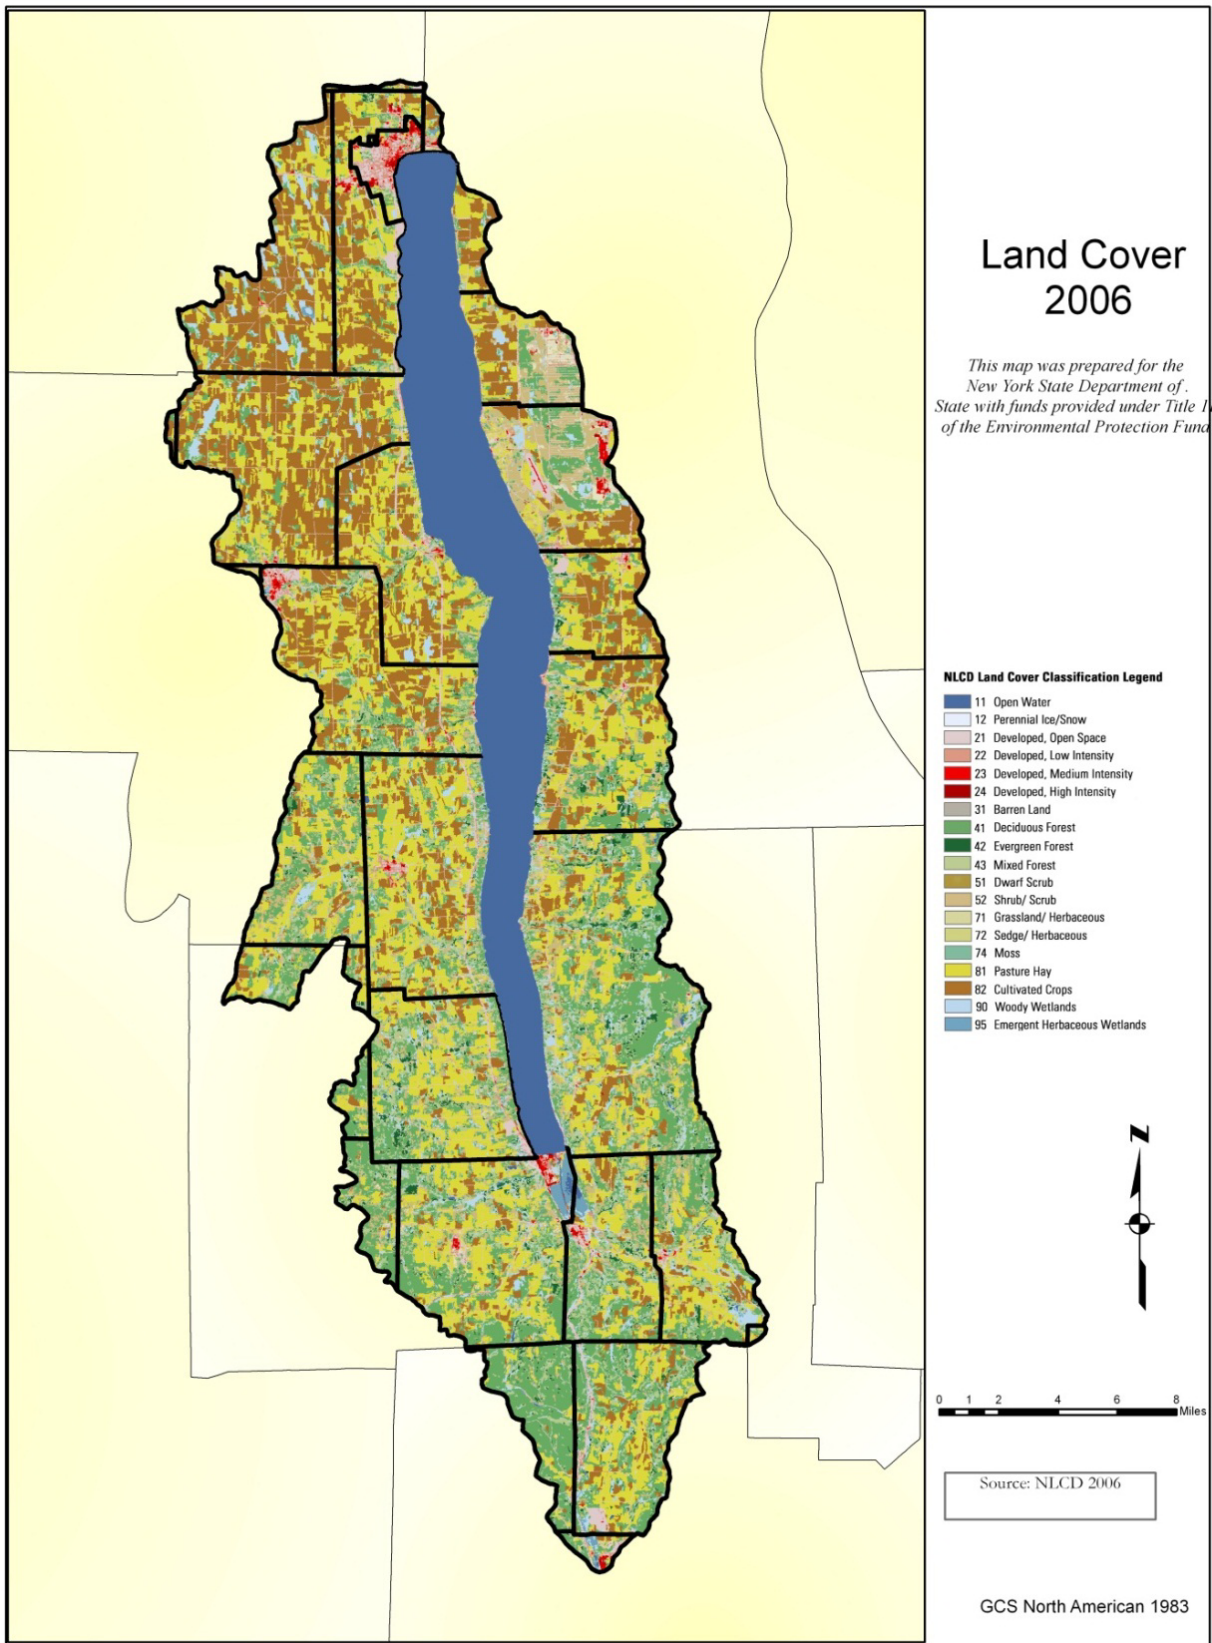 Land Cover
2006
This map was prepared for the
New York State Department of .
State with funds provided under Title 1
of the Environmental Protection Fund
NLCD Land Cover Classification Legend
11 Open Water
12 Perennial Ice/Snow
21 Developed, Open Space
22 Developed, Low Intensity
23 Developed, Medium Intensity
24 Developed, High Intensity
31 Barren Land
41 Deciduous Forest
42 Evergreen Forest
43 Mixed Forest
51 Dwarf Scrub
52 Shrub/ Scrub
71 Grassland/ Herbaceous
72 Sedge/ Herbaceous
74 Moss
81 Pasture Hay
82 Cultivated Crops
90 Woody Wetlands
95 Emergent Herbaceous Wetlands
N
0 1 2 4 6 8
Miles
Source: NLCD 2006
GCS North American 1983